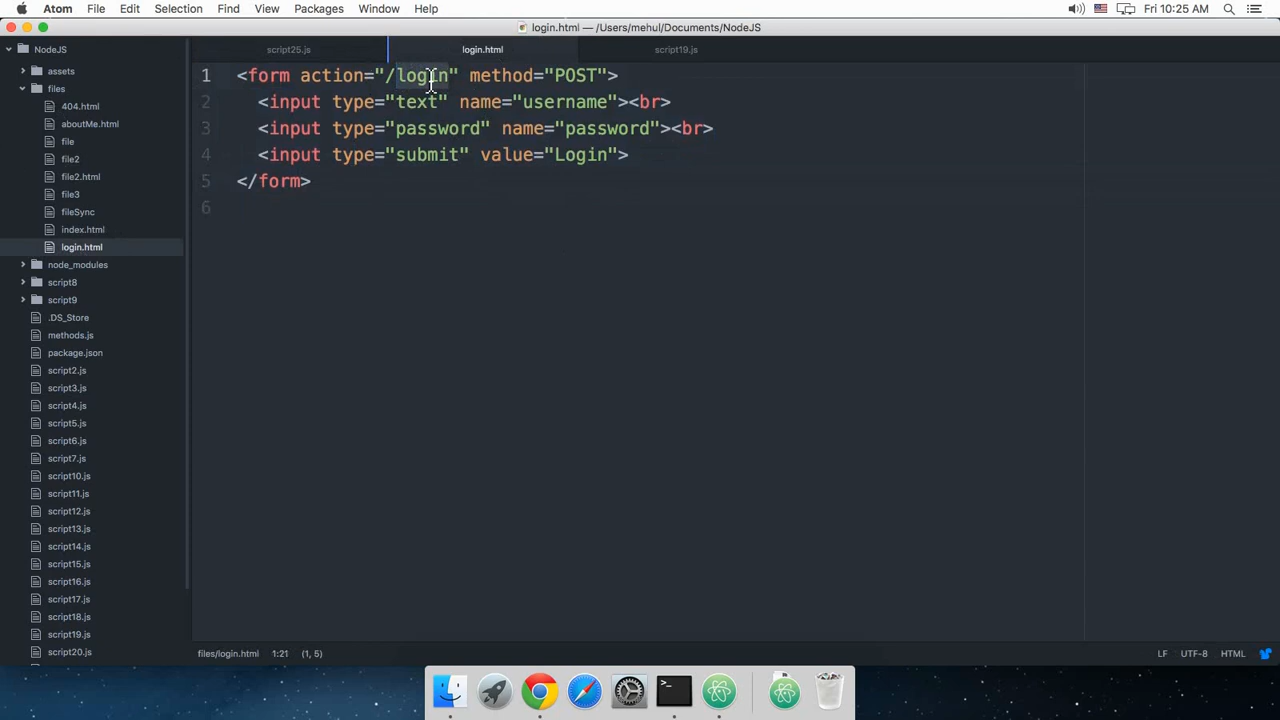 Atom File Edit Selection Find View Packages Window Help Fri 10:25 AM
login.html — /Users/mehul/Documents/NodeJS
NodeJS
assets
files
404.html
aboutMe.html
file
file2
file2.html
file3
fileSync
index.html
login.html
node_modules
script8
script9
.DS_Store
methods.js
package.json
script2.js
script3.js
script4.js
script5.js
script6.js
script7.js
script10.js
script11.js
script12.js
script13.js
script14.js
script15.js
script16.js
script17.js
script18.js
script19.js
script20.js
script25.js login.html script19.js
1 <form action="/login" method="POST">
2 <input type="text" name="username"><br>
3 <input type="password" name="password"><br>
4 <input type="submit" value="Login">
5 </form>
6
files/login.html 1:21 (1, 5) LF UTF-8 HTML
>_